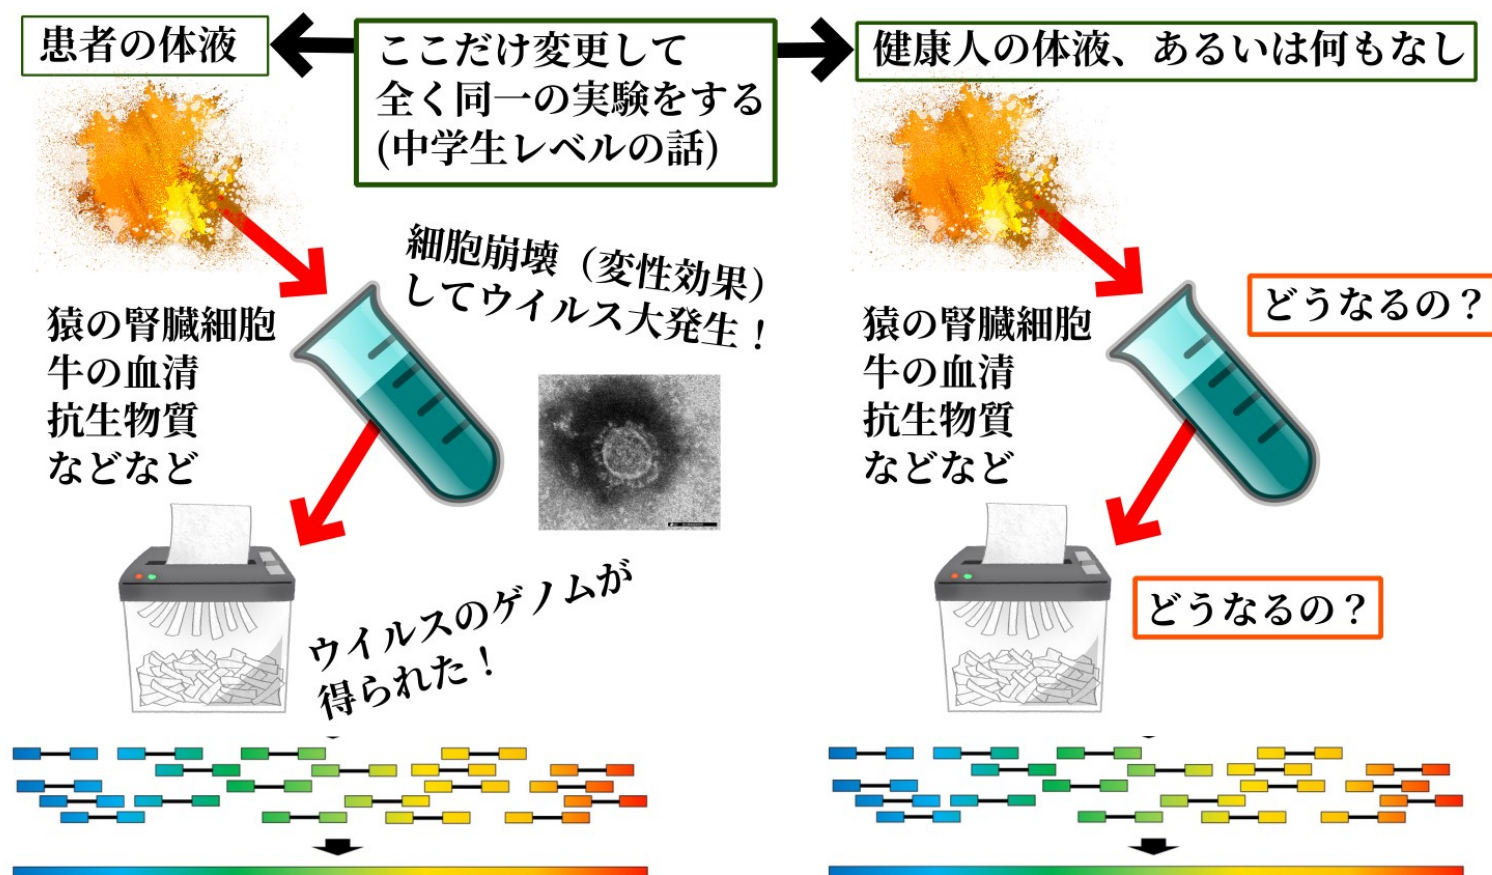 患者の体液
ここだけ変更して
全く同一の実験をする
(中学生レベルの話)
健康人の体液、あるいは何もなし
細胞崩壊（変性効果）
してウイルス大発生！
猿の腎臓細胞
牛の血清
抗生物質
などなど
ウイルスのゲノムが
得られた！
どうなるの？
猿の腎臓細胞
牛の血清
抗生物質
などなど
どうなるの？